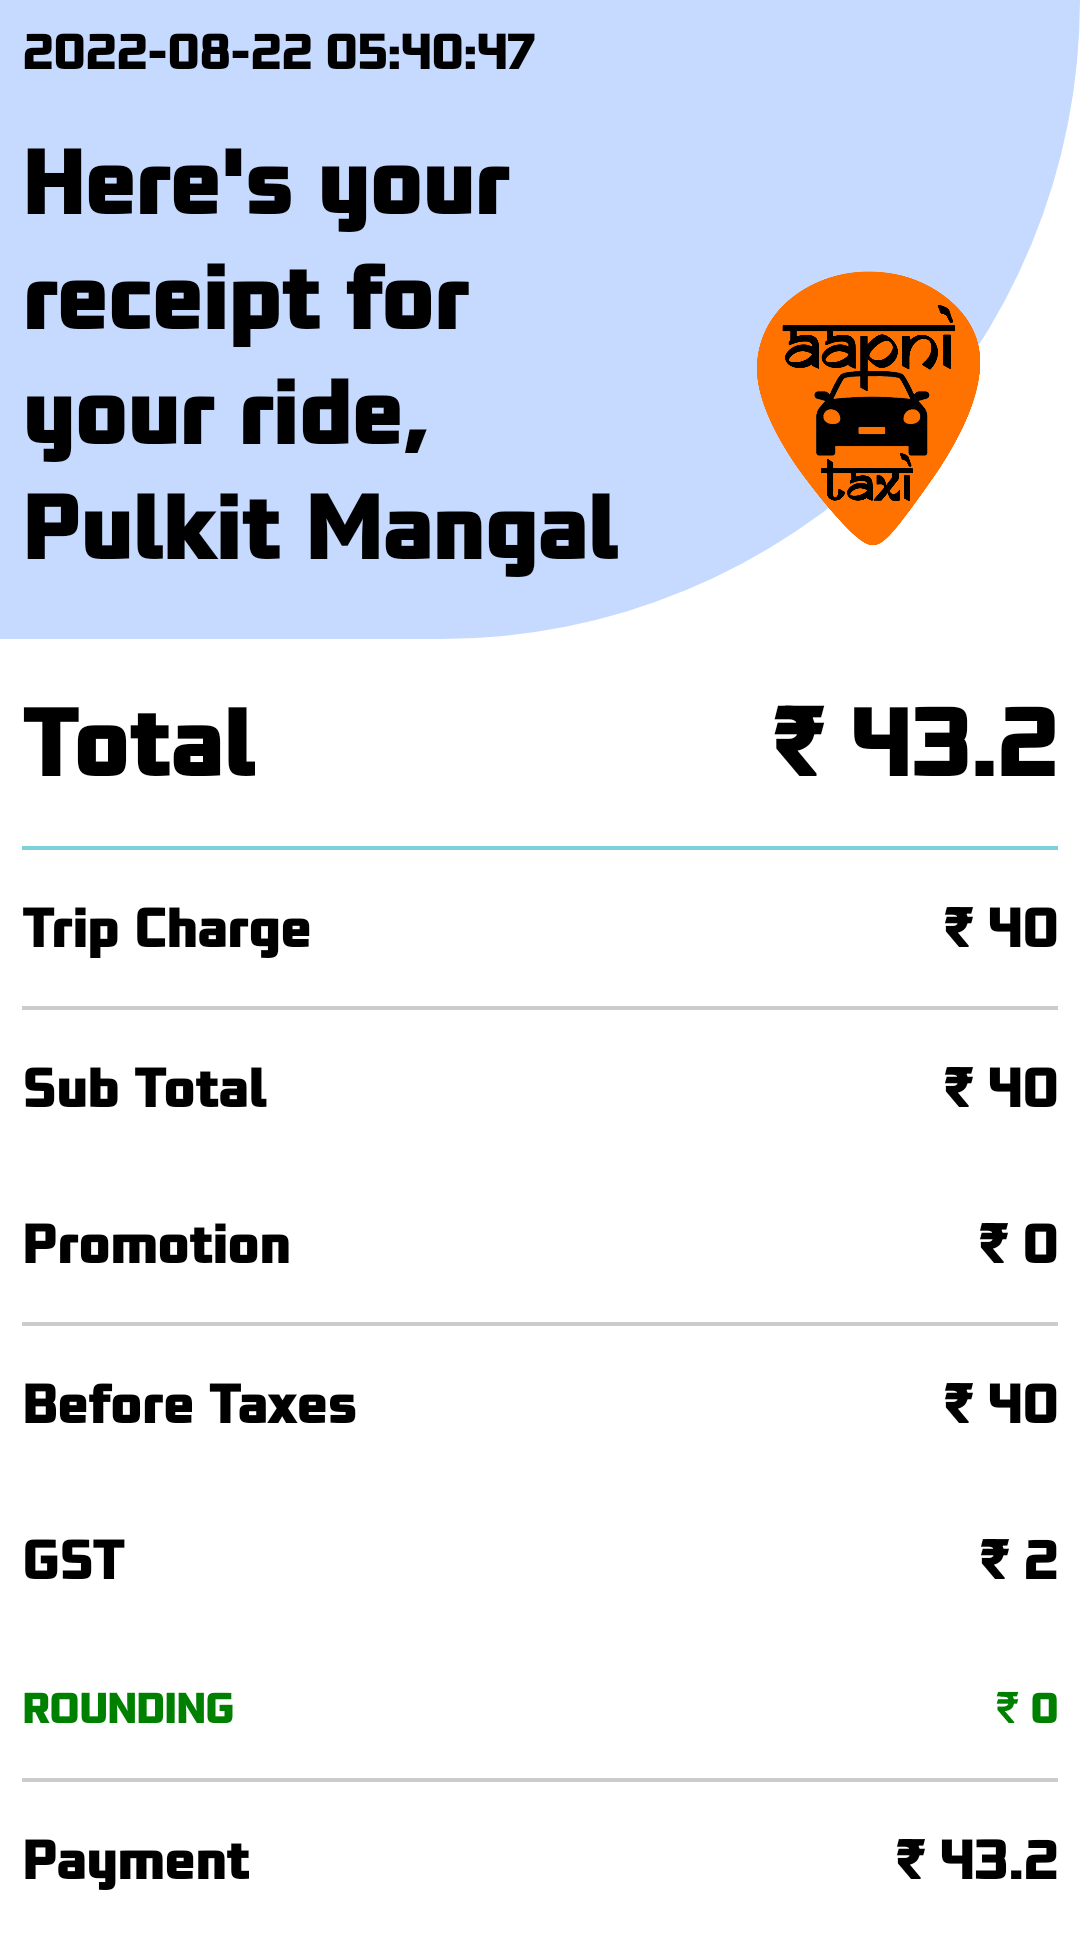 2022-08-22 05:40:47
Here's your
receipt for
your ride,
Pulkit Mangal
aapni
taxi
Total ₹ 43.2
Trip Charge ₹ 40
Sub Total ₹ 40
Promotion ₹ 0
Before Taxes ₹ 40
GST ₹ 2
ROUNDING ₹ 0
Payment ₹ 43.2